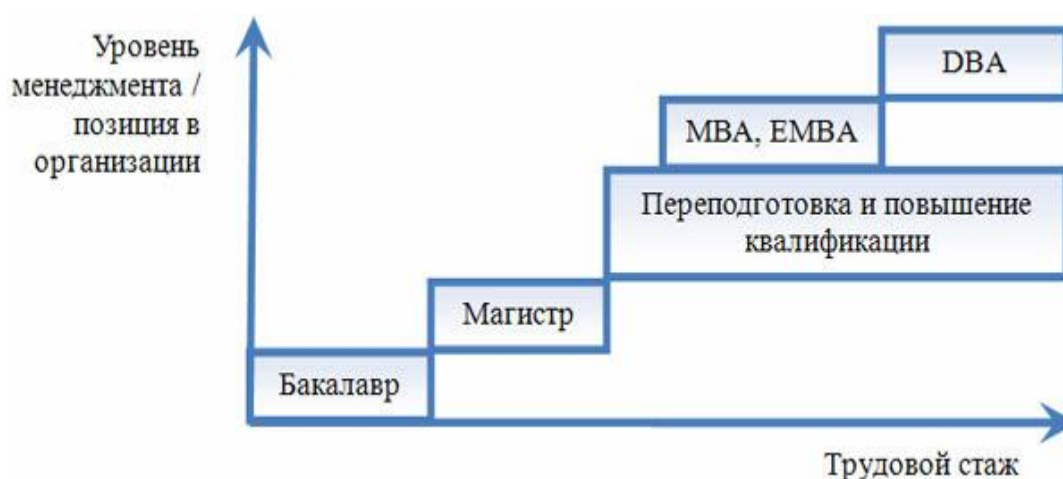 Уровень
менеджмента /
позиция в
организации
DBA
MBA, EMBA
Переподготовка и повышение
квалификации
Магистр
Бакалавр
Трудовой стаж